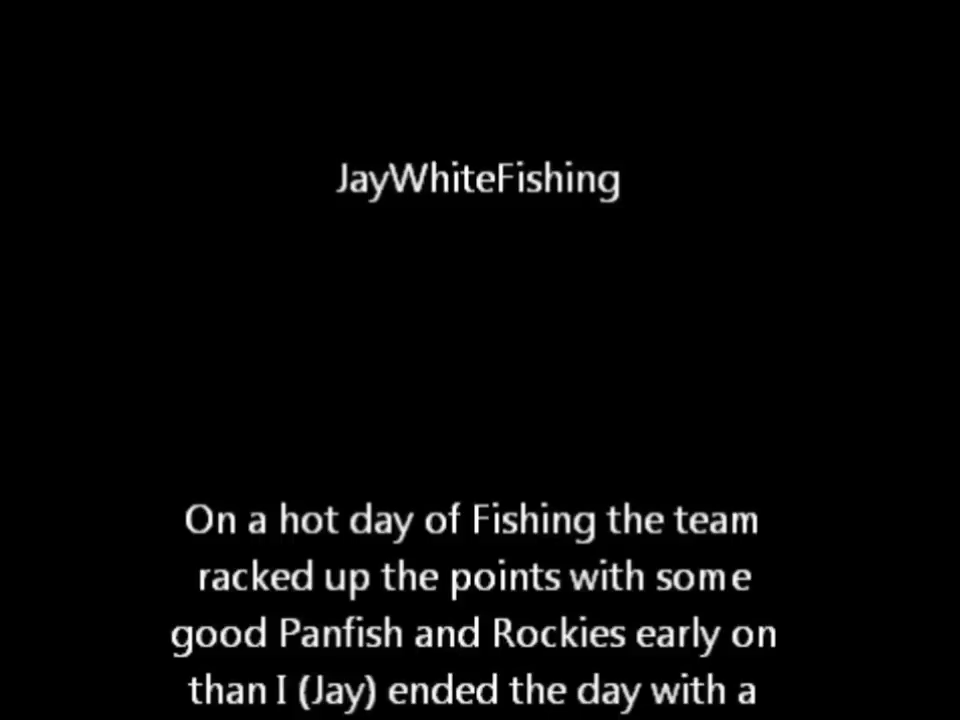 JayWhiteFishing
On a hot day of Fishing the team
racked up the points with some
good Panfish and Rockies early on
than I (Jay) ended the day with a